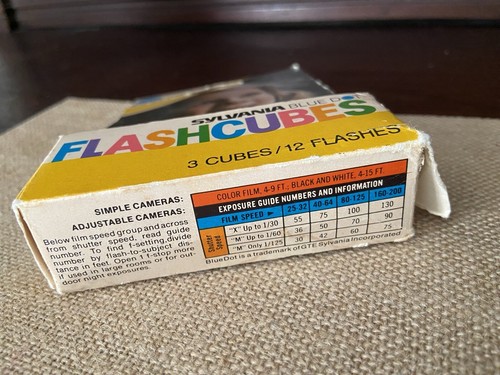 SYLVANIA BLUE DOT
FLASHCUBES
3 CUBES/12 FLASHES
SIMPLE CAMERAS: COLOR FILM, 4-9 FT.; BLACK AND WHITE, 4-15 FT.
ADJUSTABLE CAMERAS:
Below film speed group and across
from shutter speed, read guide
number. To find f-setting, divide
number by flash-to-subject, dis-
tance in feet. Open 1 f-stop more
if used in large rooms or for out-
door night exposures.
EXPOSURE GUIDE NUMBERS AND INFORMATION
FILM SPEED 25-32 40-64 80-125 160-200
Shutter Speed
"X" Up to 1/30 55 75 100 130
"M" Up to 1/60 36 50 70 90
"M" Only 1/125 30 42 60 75
BlueDot is a trademark of GTE Sylvania Incorporated